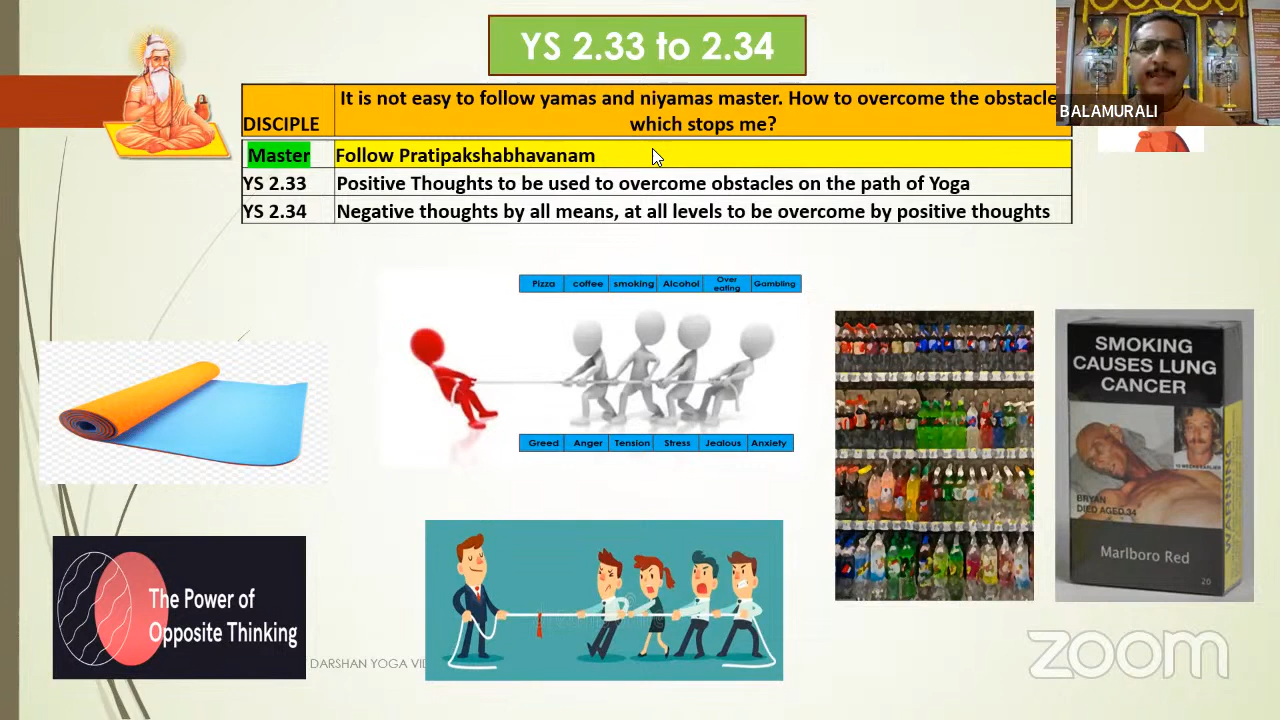 YS 2.33 to 2.34
BALAMURALI
It is not easy to follow yamas and niyamas master. How to overcome the obstacle
DISCIPLE which stops me?
Master Follow Pratipakshabhavanam
YS 2.33 Positive Thoughts to be used to overcome obstacles on the path of Yoga
YS 2.34 Negative thoughts by all means, at all levels to be overcome by positive thoughts
Pizza coffee smoking Alcohol Over eating Gambling
Greed Anger Tension Stress Jealous Anxiety
SMOKING
CAUSES LUNG
CANCER
BRYAN
DIED AGED 34
WARNING
Marlboro Red
20
The Power of
Opposite Thinking
DARSHAN YOGA VID
zoom